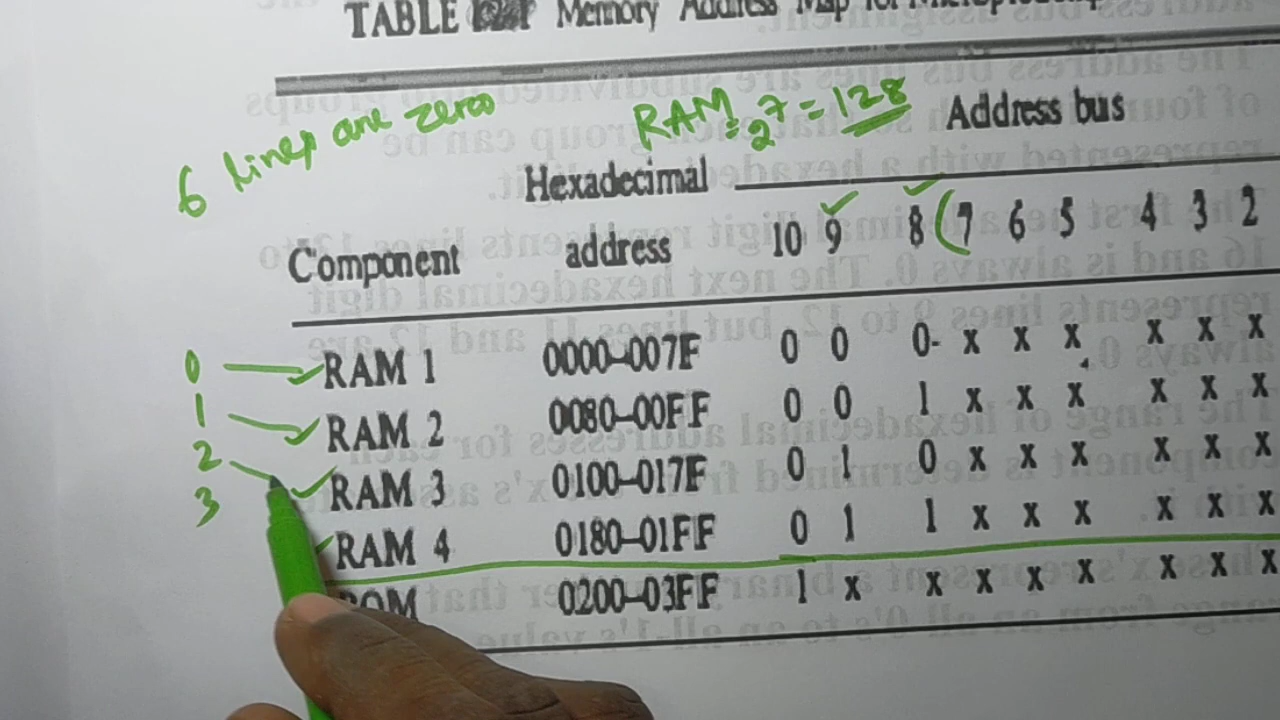 TABLE Memory Address Map for
6 lines are zeros
RAM = 2^7 = 128
Address bus
Hexadecimal
Component address 10 9 8 (7 6 5 4 3 2
0 RAM 1 0000–007F 0 0 0 x x x x x x
1 RAM 2 0080–00FF 0 0 1 x x x x x x
2 RAM 3 0100–017F 0 1 0 x x x x x x
3 RAM 4 0180–01FF 0 1 1 x x x x x x
ROM 0200–03FF 1 x x x x x x x x